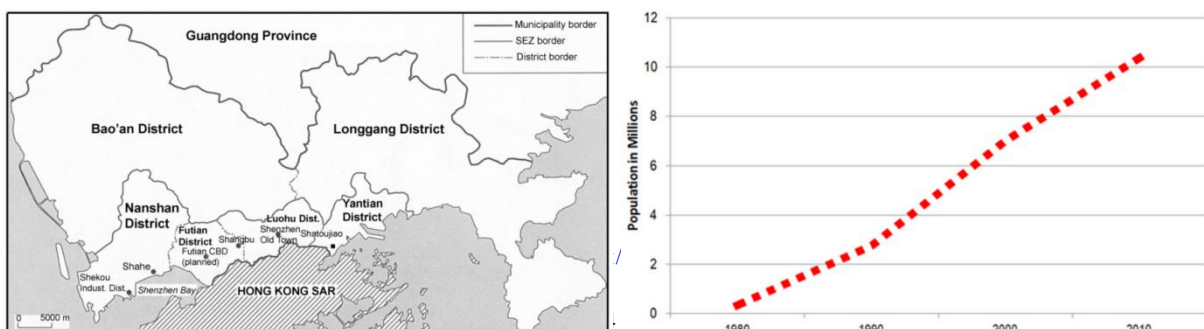 Guangdong Province
Municipality border
SEZ border
District border
Bao'an District
Longgang District
Nanshan
District
Futian
District
Futian CBD
(planned)
Shangbu
Luohu Dist.
Shenzhen
Old Town
Yantian
District
Shatoujiao
Shahe
Shekou
Indust. Dist.
Shenzhen Bay
HONG KONG SAR
0 5000 m
Population in Millions
12
10
8
6
4
2
0
1980
1990
2000
2010